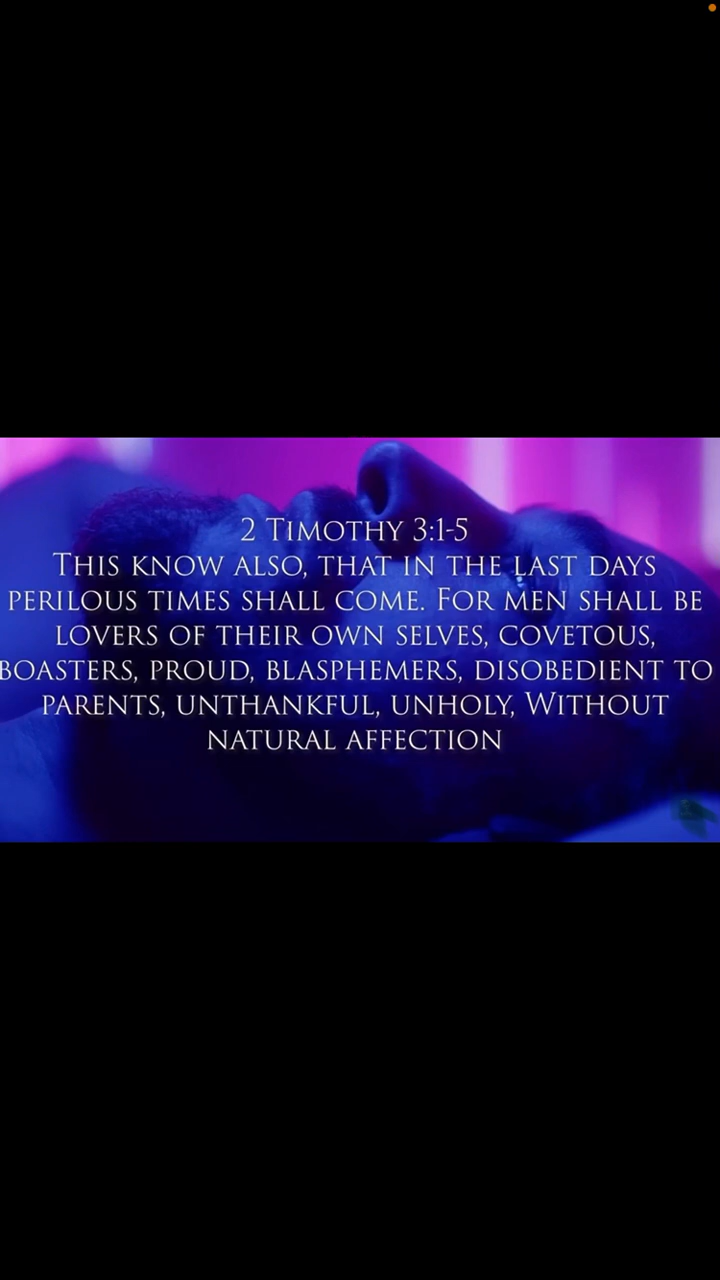 2 Timothy 3:1-5
This know also, that in the last days
perilous times shall come. For men shall be
lovers of their own selves, covetous,
boasters, proud, blasphemers, disobedient to
parents, unthankful, unholy, Without
natural affection